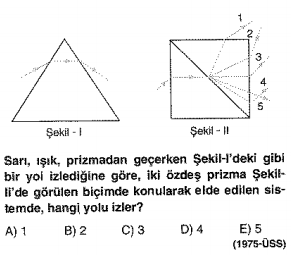 1
2
3
4
5
Şekil - I
Şekil - II
Sarı, ışık, prizmadan geçerken Şekil-I'deki gibi
bir yol izlediğine göre, iki özdeş prizma Şekil-
II'de görülen biçimde konularak elde edilen sis-
temde, hangi yolu izler?
A) 1 B) 2 C) 3 D) 4 E) 5
(1975-ÜSS)